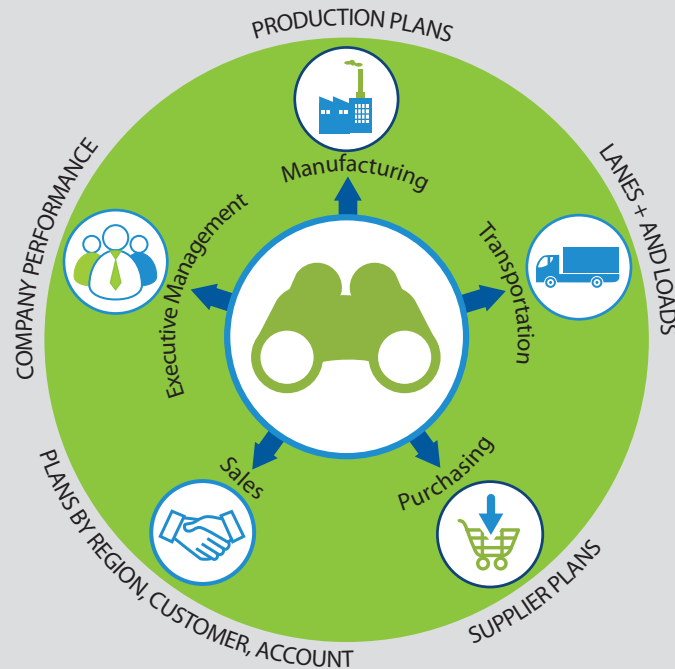 PRODUCTION PLANS
Manufacturing
LANES + AND LOADS
Transportation
SUPPLIER PLANS
Purchasing
PLANS BY REGION, CUSTOMER, ACCOUNT
Sales
COMPANY PERFORMANCE
Executive Management